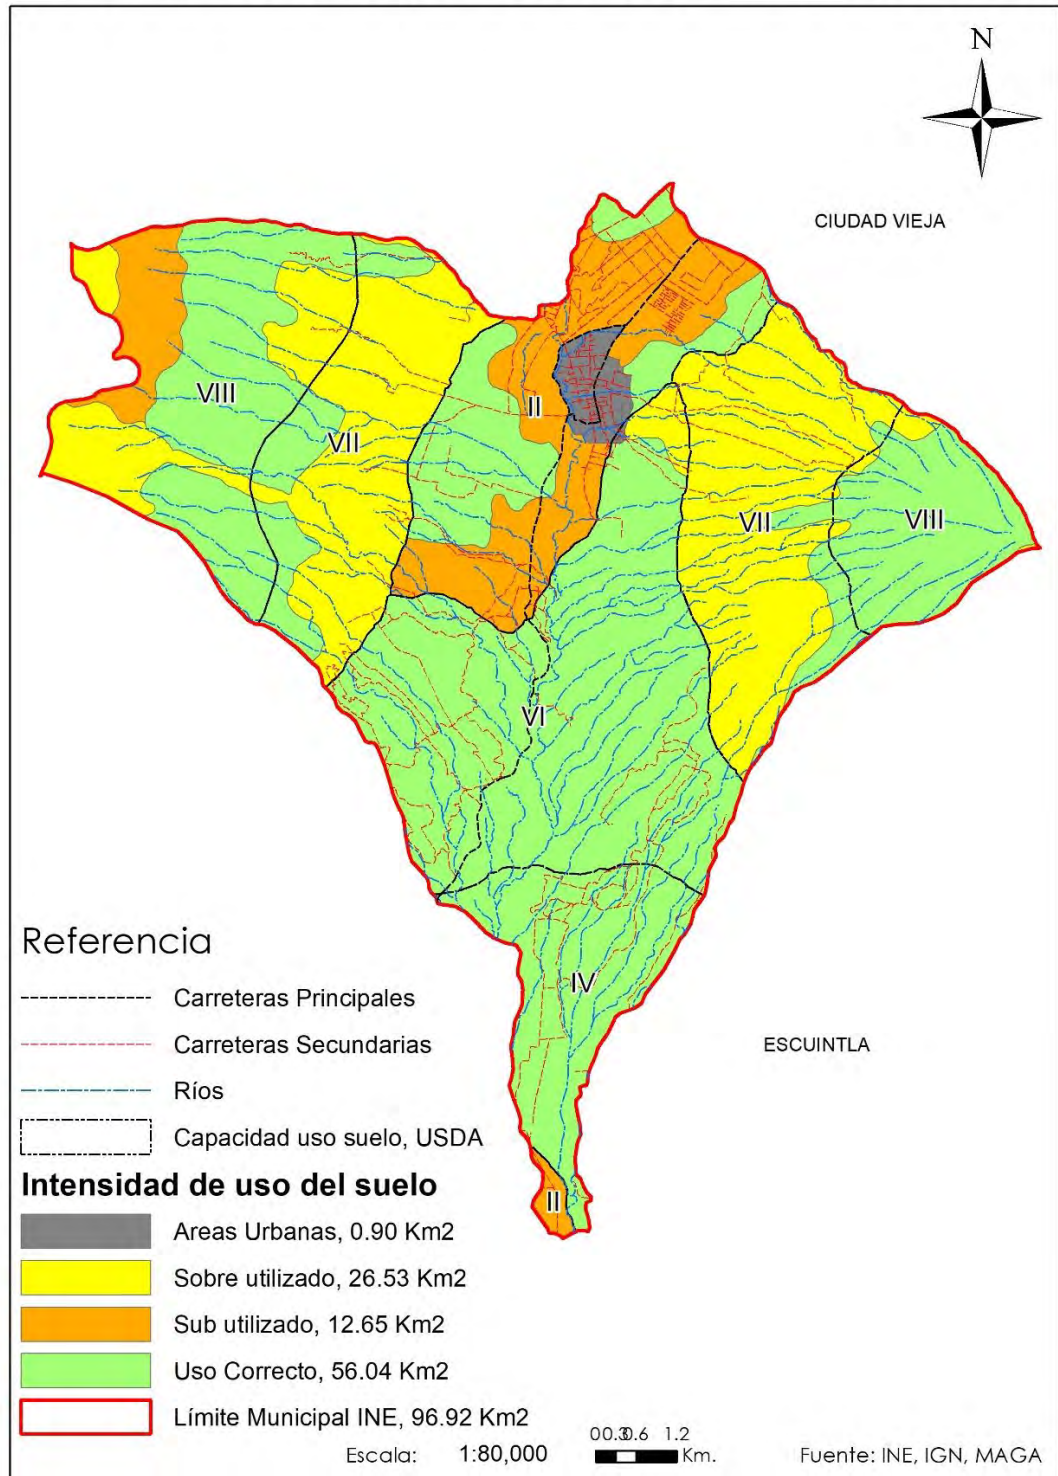 N
CIUDAD VIEJA
VIII
VII
II
VII
VIII
VI
IV
ESCUINTLA
II
Referencia
Carreteras Principales
Carreteras Secundarias
Ríos
Capacidad uso suelo, USDA
Intensidad de uso del suelo
Areas Urbanas, 0.90 Km2
Sobre utilizado, 26.53 Km2
Sub utilizado, 12.65 Km2
Uso Correcto, 56.04 Km2
Límite Municipal INE, 96.92 Km2
Escala: 1:80,000
00.30.6 1.2
Km.
Fuente: INE, IGN, MAGA